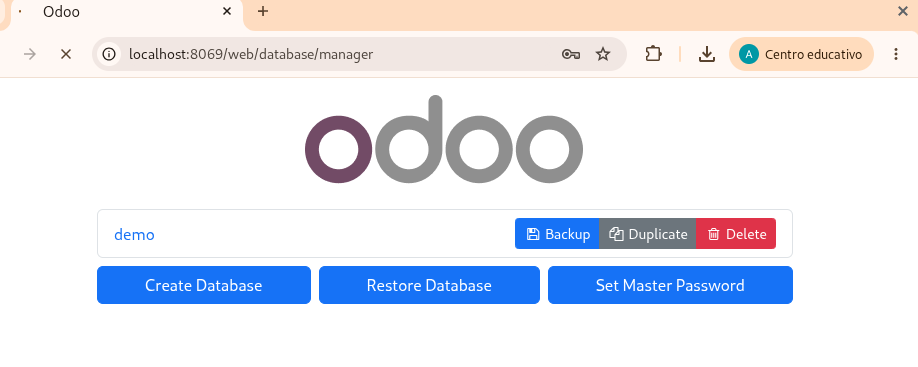 Odoo
localhost:8069/web/database/manager
A Centro educativo
odoo
demo Backup Duplicate Delete
Create Database Restore Database Set Master Password